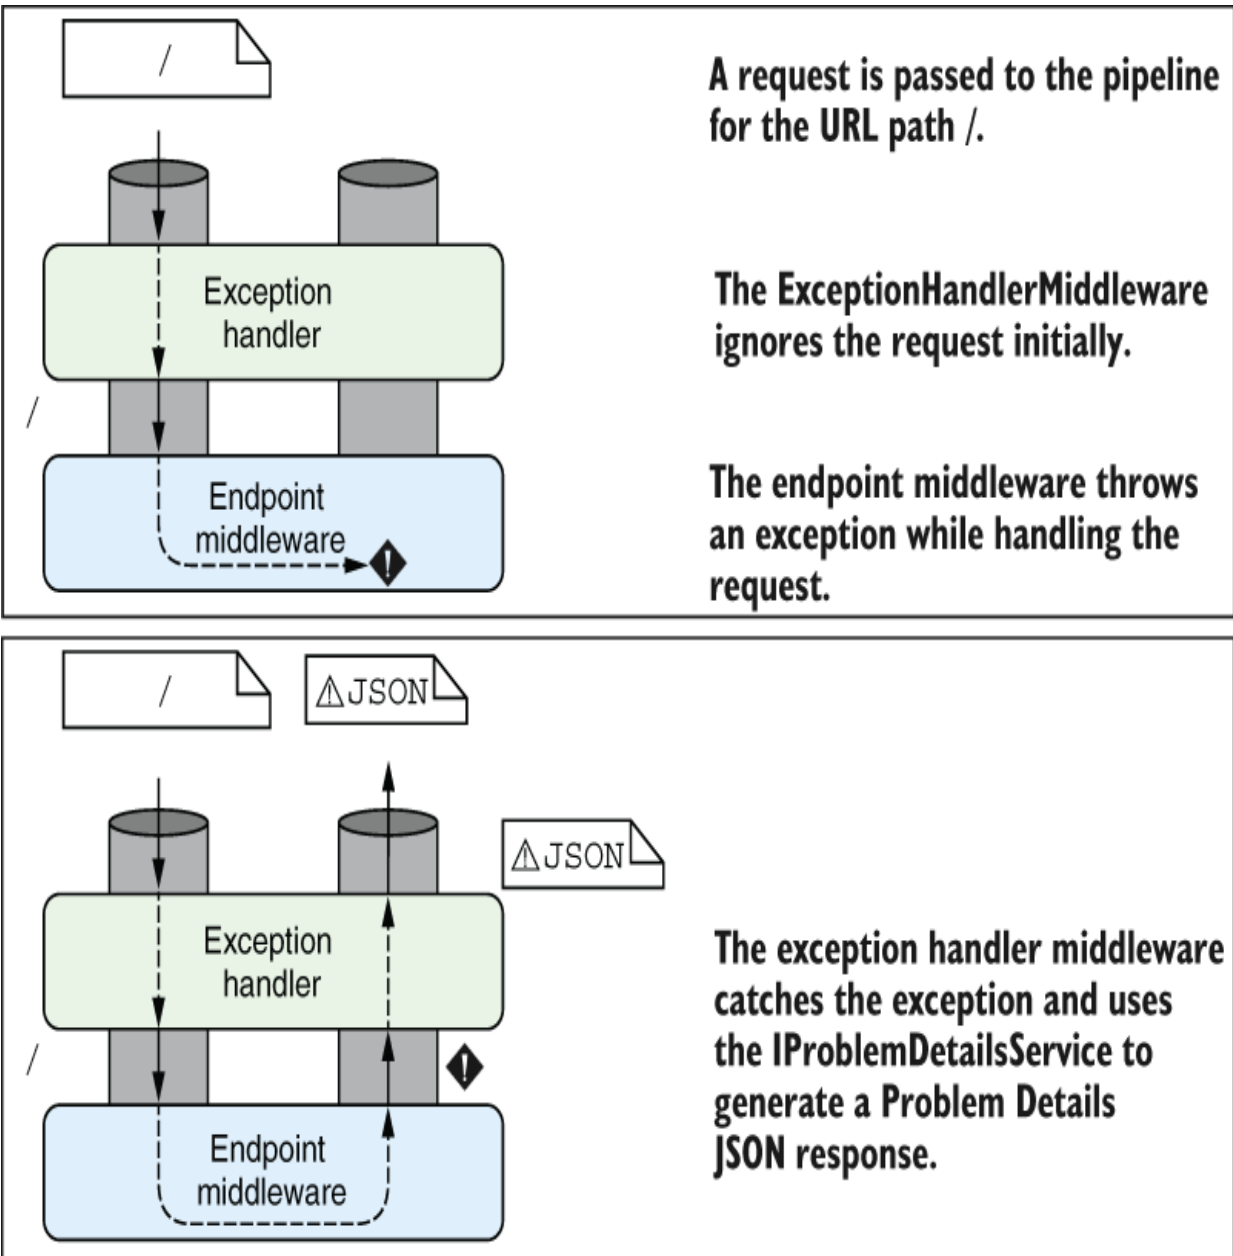 /
A request is passed to the pipeline
for the URL path /.
Exception
handler
The ExceptionHandlerMiddleware
ignores the request initially.
/
Endpoint
middleware
The endpoint middleware throws
an exception while handling the
request.
/
⚠JSON
⚠JSON
Exception
handler
The exception handler middleware
catches the exception and uses
the IProblemDetailsService to
generate a Problem Details
JSON response.
/
Endpoint
middleware